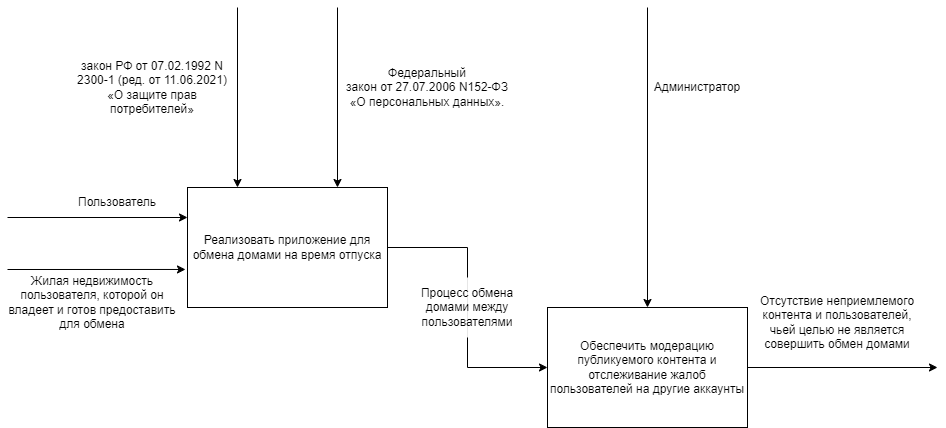 закон РФ от 07.02.1992 N
2300-1 (ред. от 11.06.2021)
«О защите прав
потребителей»
Федеральный
закон от 27.07.2006 N152-ФЗ
«О персональных данных».
Администратор
Пользователь
Реализовать приложение для
обмена домами на время отпуска
Жилая недвижимость
пользователя, которой он
владеет и готов предоставить
для обмена
Процесс обмена
домами между
пользователями
Отсутствие неприемлемого
контента и пользователей,
чьей целью не является
совершить обмен домами
Обеспечить модерацию
публикуемого контента и
отслеживание жалоб
пользователей на другие аккаунты